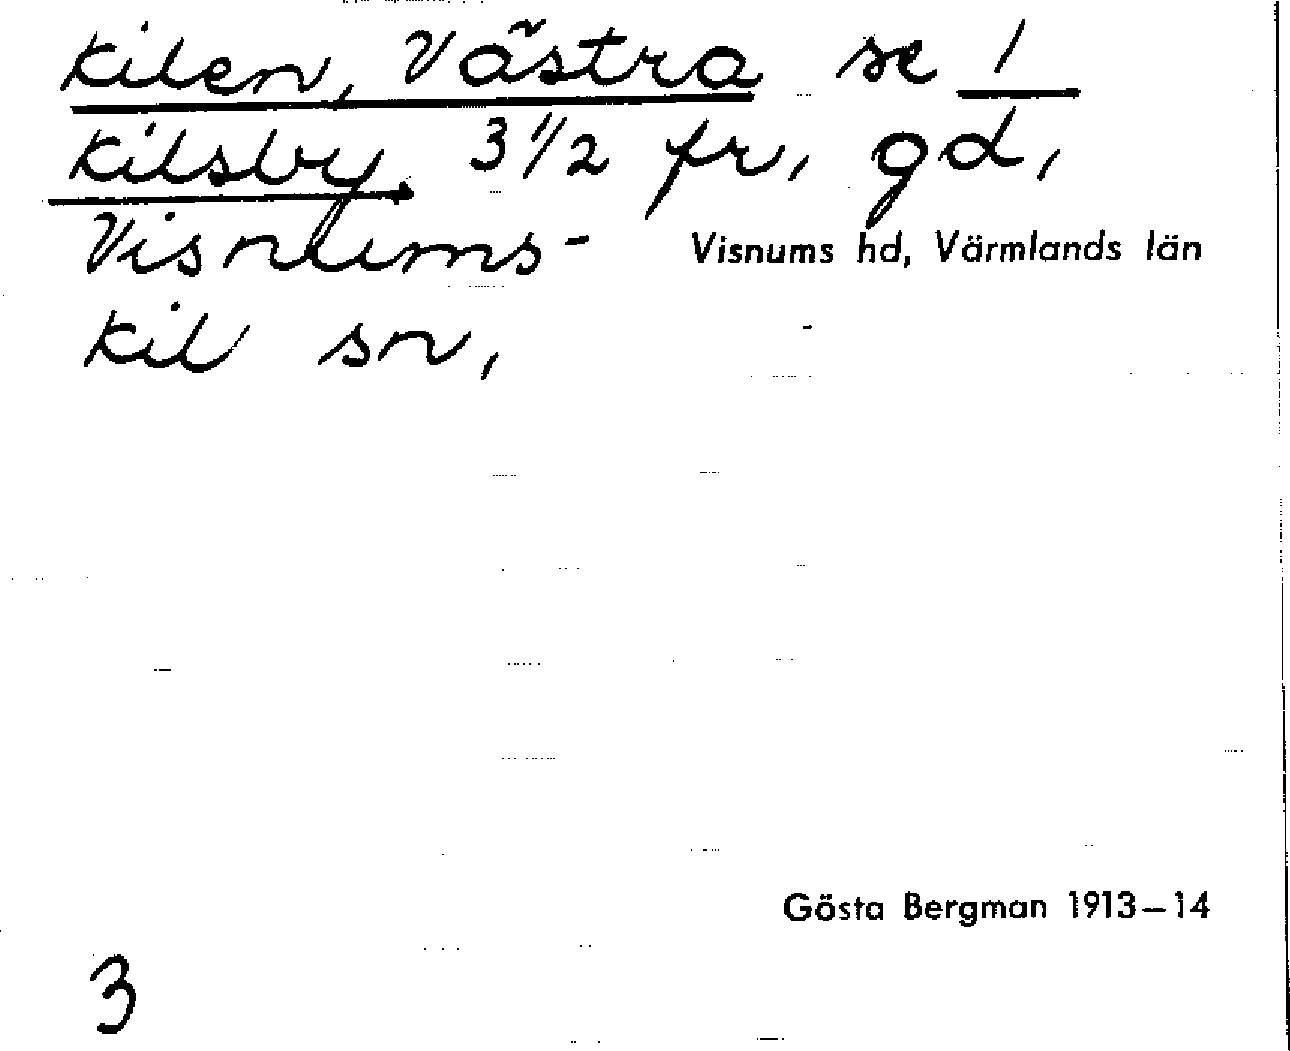 Kilen, Västra se 1
Kilsby. 3 1/2 fr, gd,
Visnums-
Visnums hd, Värmlands län
Kil sn,
Gösta Bergman 1913–14
3